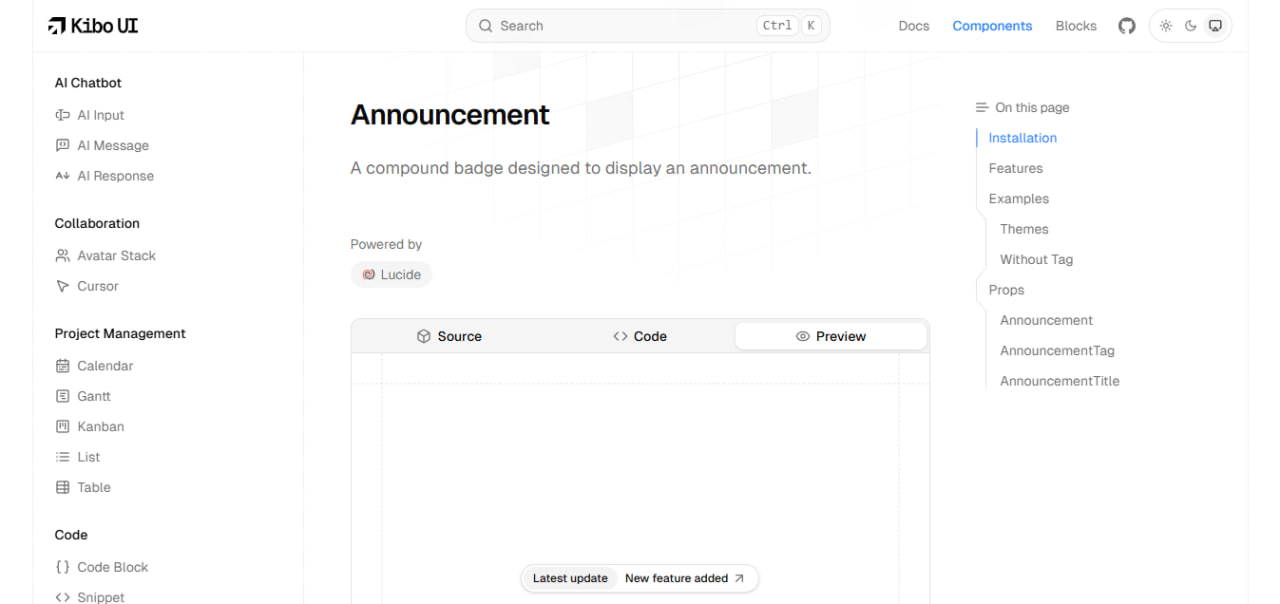 Kibo UI
Search
Ctrl K
Docs
Components
Blocks
AI Chatbot
AI Input
AI Message
AI Response
Collaboration
Avatar Stack
Cursor
Project Management
Calendar
Gantt
Kanban
List
Table
Code
Code Block
Snippet
Announcement
A compound badge designed to display an announcement.
Powered by
Lucide
Source
Code
Preview
Latest update
New feature added
On this page
Installation
Features
Examples
Themes
Without Tag
Props
Announcement
AnnouncementTag
AnnouncementTitle